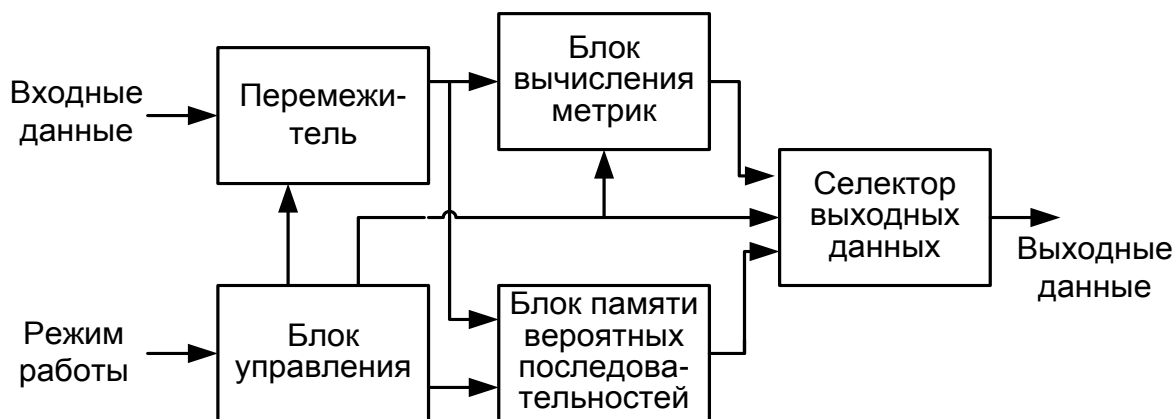 Входные
данные
Перемежи-
тель
Блок
вычисления
метрик
Селектор
выходных
данных
Выходные
данные
Режим
работы
Блок
управления
Блок памяти
вероятных
последова-
тельностей